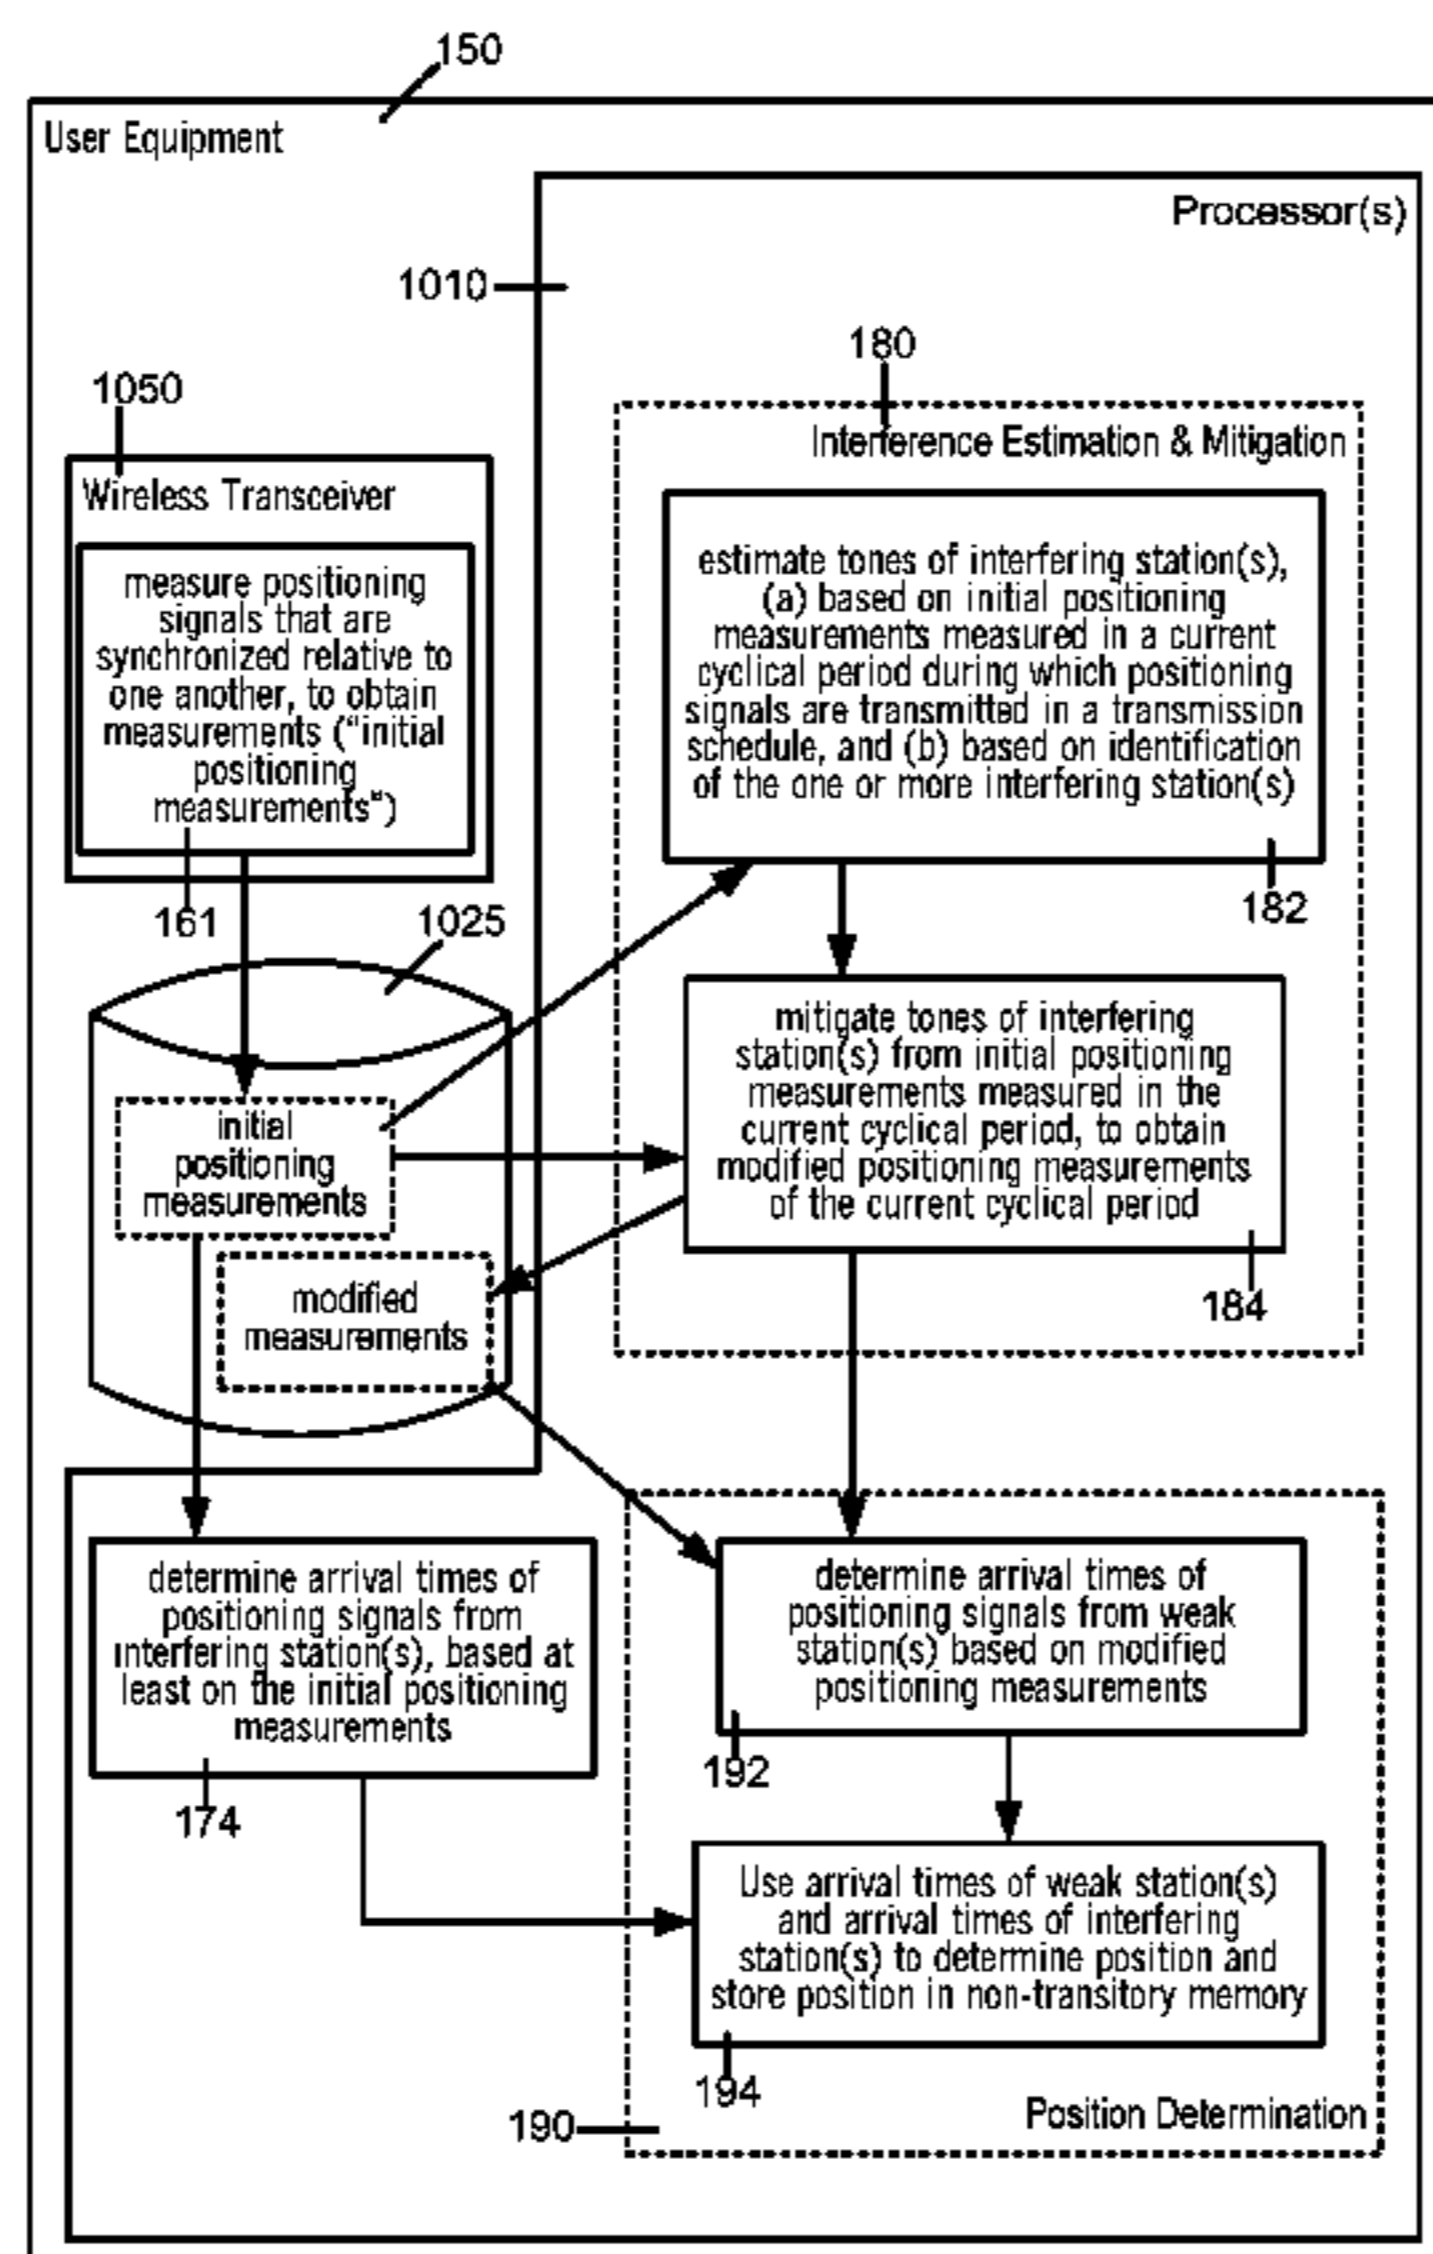 150
User Equipment
Processor(s)
1010
180
1050
Interference Estimation & Mitigation
Wireless Transceiver
measure positioning
signals that are
synchronized relative to
one another, to obtain
measurements ("initial
positioning
measurements")
estimate tones of interfering station(s),
(a) based on initial positioning
measurements measured in a current
cyclical period during which positioning
signals are transmitted in a transmission
schedule, and (b) based on identification
of the one or more interfering station(s)
161
1025
182
initial
positioning
measurements
mitigate tones of interfering
station(s) from initial positioning
measurements measured in the
current cyclical period, to obtain
modified positioning measurements
of the current cyclical period
modified
measurements
184
determine arrival times of
positioning signals from
interfering station(s), based at
least on the initial positioning
measurements
determine arrival times of
positioning signals from weak
station(s) based on modified
positioning measurements
192
174
Use arrival times of weak station(s)
and arrival times of interfering
station(s) to determine position and
store position in non-transitory memory
194
190
Position Determination